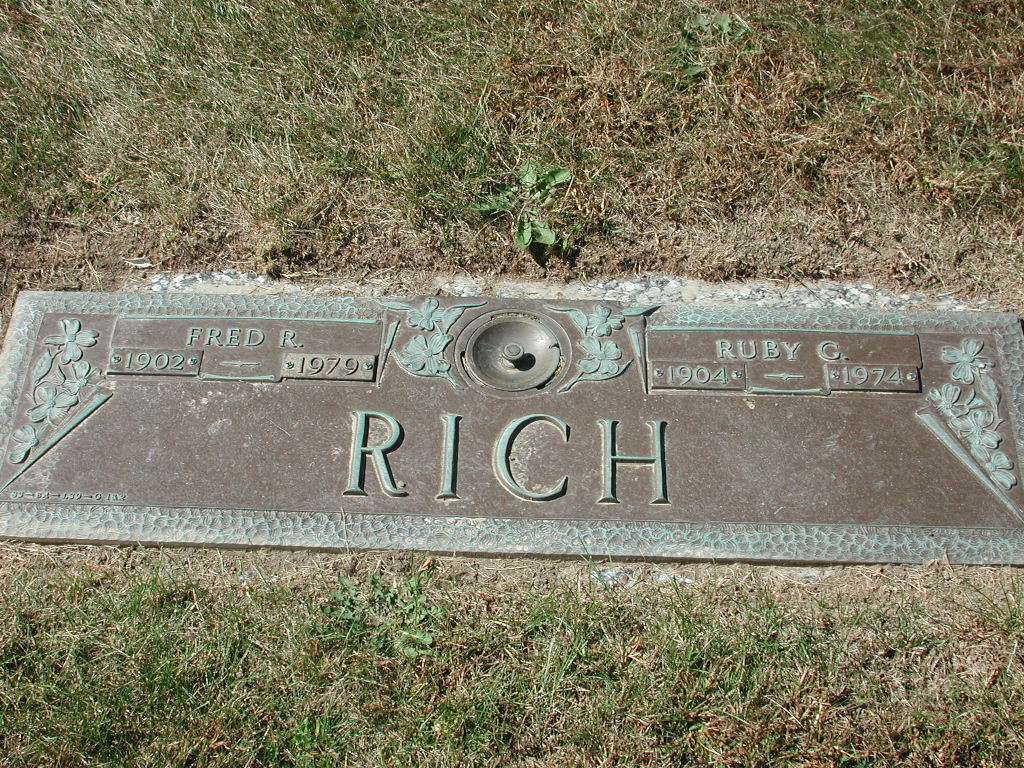 FRED R.
1902 1979
RUBY G.
1904 1974
RICH